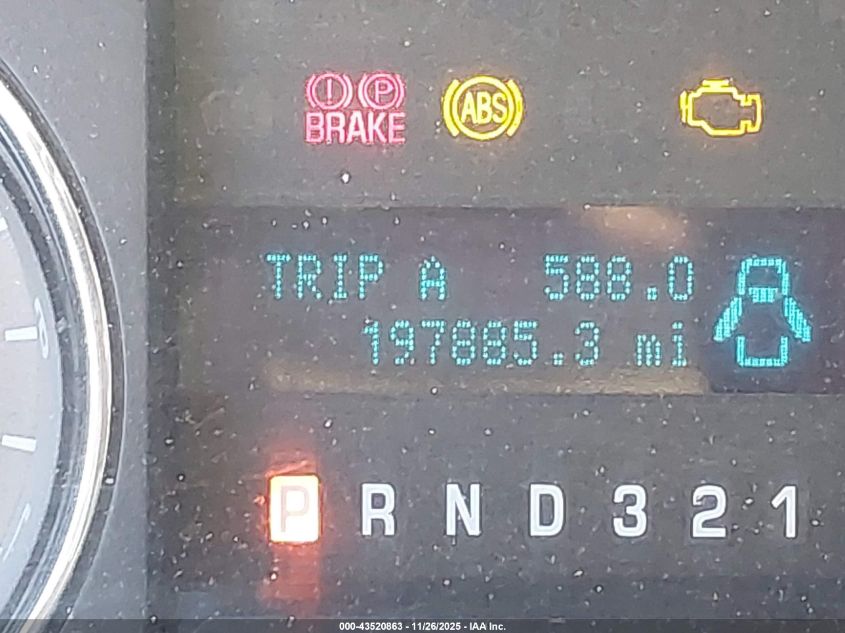 (!) (P)
BRAKE
ABS
TRIP A 588.0
197885.3 mi
P R N D 3 2 1
000-43520863 - 11/26/2025 - IAA Inc.